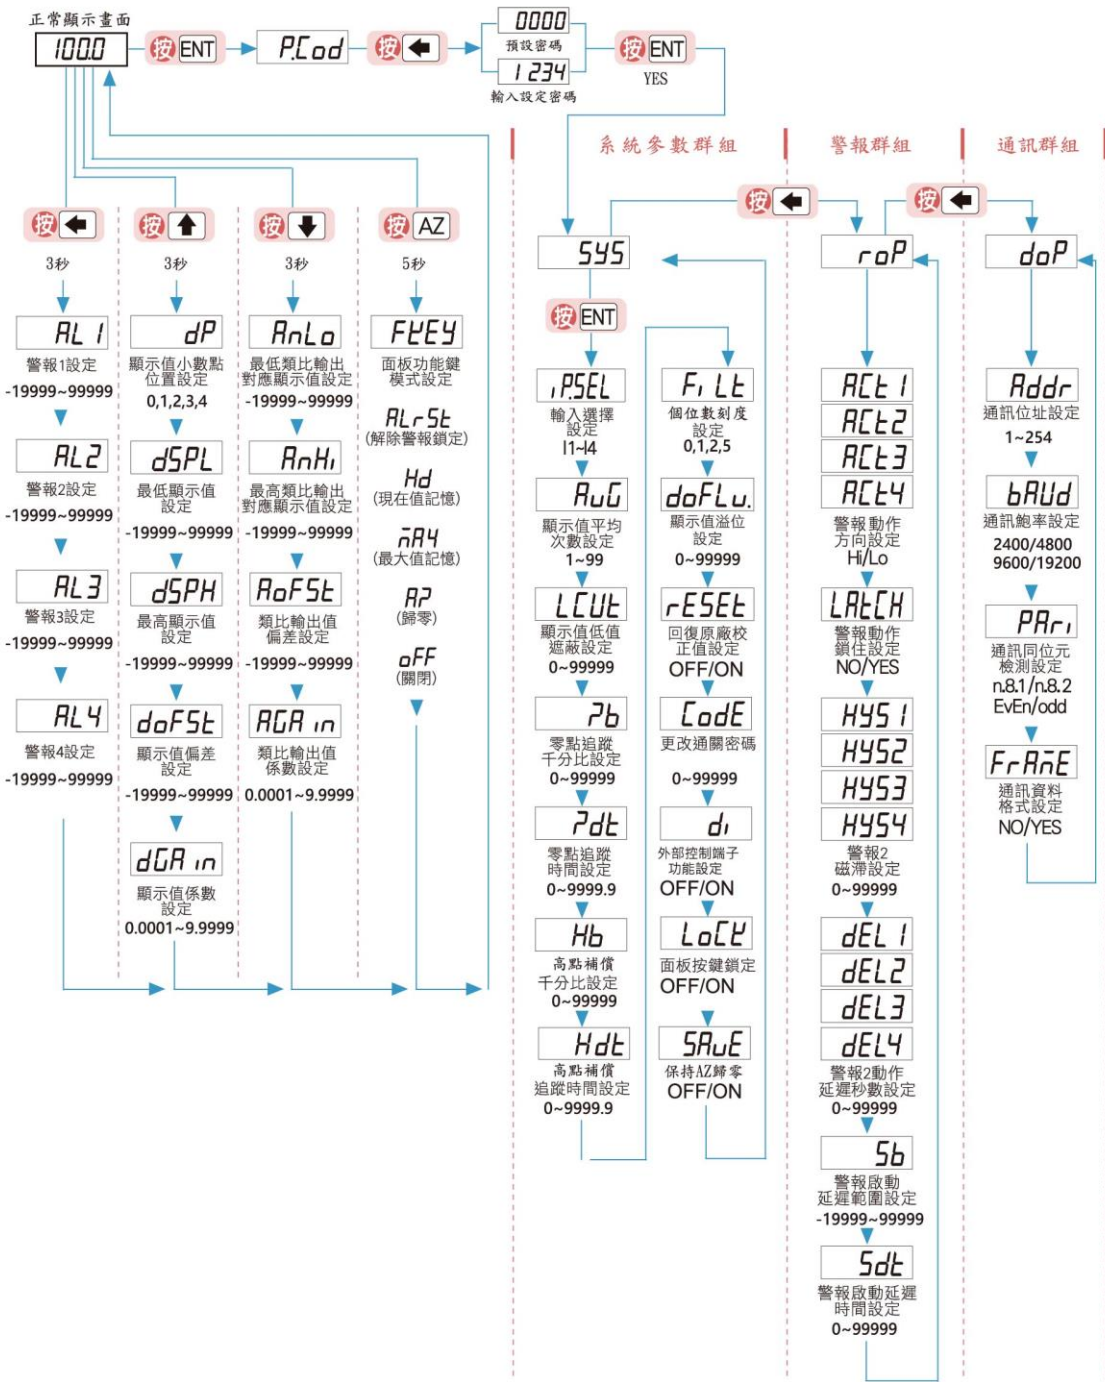 正常顯示畫面
100.0
按 ENT
P.Cod
按
0000
預設密碼
1234
輸入設定密碼
按 ENT
YES
按
3秒
AL1
警報1設定
-19999~99999
AL2
警報2設定
-19999~99999
AL3
警報3設定
-19999~99999
AL4
警報4設定
-19999~99999
按
3秒
dP
顯示值小數點
位置設定
0,1,2,3,4
dSPL
最低顯示值
設定
-19999~99999
dSPH
最高顯示值
設定
-19999~99999
doFSt
顯示值偏差
設定
-19999~99999
dGAin
顯示值係數
設定
0.0001~9.9999
按
3秒
AnLo
最低類比輸出
對應顯示值設定
-19999~99999
AnHi
最高類比輸出
對應顯示值設定
-19999~99999
AoFSt
類比輸出值
偏差設定
-19999~99999
AGAin
類比輸出值
係數設定
0.0001~9.9999
按 AZ
5秒
FKEY
面板功能鍵
模式設定
ALrSt
(解除警報鎖定)
Hd
(現在值記憶)
mAX
(最大值記憶)
AZ
(歸零)
oFF
(關閉)
系統參數群組
SYS
按 ENT
iP.SEL
輸入選擇
設定
I1~I4
AvG
顯示值平均
次數設定
1~99
LCUt
顯示值低值
遮蔽設定
0~99999
Zb
零點追蹤
千分比設定
0~99999
Zdt
零點追蹤
時間設定
0~9999.9
Hb
高點補償
千分比設定
0~99999
Hdt
高點補償
追蹤時間設定
0~9999.9
FiLt
個位數刻度
設定
0,1,2,5
doFLv.
顯示值溢位
設定
0~99999
rESEt
回復原廠校
正值設定
OFF/ON
CodE
更改通關密碼
0~99999
di
外部控制端子
功能設定
OFF/ON
LoCK
面板按鍵鎖定
OFF/ON
SAvE
保持AZ歸零
OFF/ON
按
警報群組
roP
ACt1
ACt2
ACt3
ACt4
警報動作
方向設定
Hi/Lo
LAtCH
警報動作
鎖住設定
NO/YES
HYS1
HYS2
HYS3
HYS4
警報2
磁滯設定
0~99999
dEL1
dEL2
dEL3
dEL4
警報2動作
延遲秒數設定
0~99999
Sb
警報啟動
延遲範圍設定
-19999~99999
Sdt
警報啟動延遲
時間設定
0~99999
按
通訊群組
doP
Addr
通訊位址設定
1~254
bAUd
通訊鮑率設定
2400/4800
9600/19200
PAri
通訊同位元
檢測設定
n.8.1/n.8.2
EvEn/odd
FrAmE
通訊資料
格式設定
NO/YES